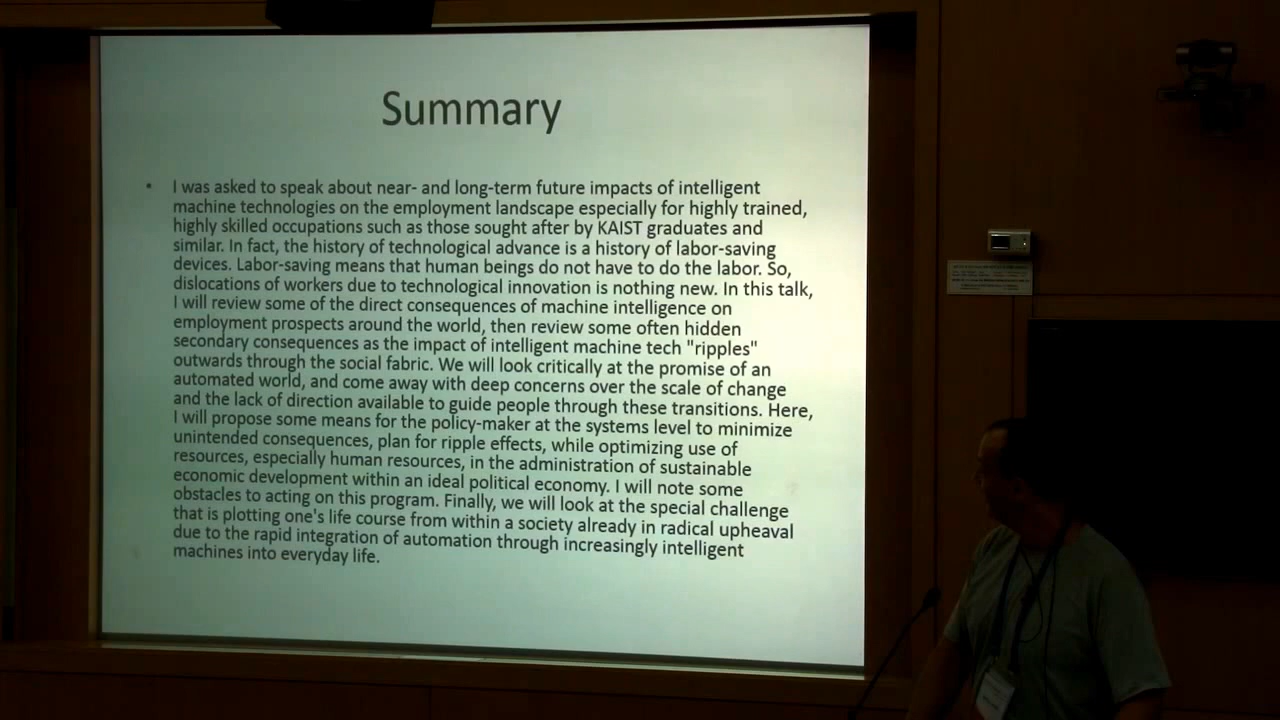 Summary
• I was asked to speak about near- and long-term future impacts of intelligent
machine technologies on the employment landscape especially for highly trained,
highly skilled occupations such as those sought after by KAIST graduates and
similar. In fact, the history of technological advance is a history of labor-saving
devices. Labor-saving means that human beings do not have to do the labor. So,
dislocations of workers due to technological innovation is nothing new. In this talk,
I will review some of the direct consequences of machine intelligence on
employment prospects around the world, then review some often hidden
secondary consequences as the impact of intelligent machine tech "ripples"
outwards through the social fabric. We will look critically at the promise of an
automated world, and come away with deep concerns over the scale of change
and the lack of direction available to guide people through these transitions. Here,
I will propose some means for the policy-maker at the systems level to minimize
unintended consequences, plan for ripple effects, while optimizing use of
resources, especially human resources, in the administration of sustainable
economic development within an ideal political economy. I will note some
obstacles to acting on this program. Finally, we will look at the special challenge
that is plotting one's life course from within a society already in radical upheaval
due to the rapid integration of automation through increasingly intelligent
machines into everyday life.